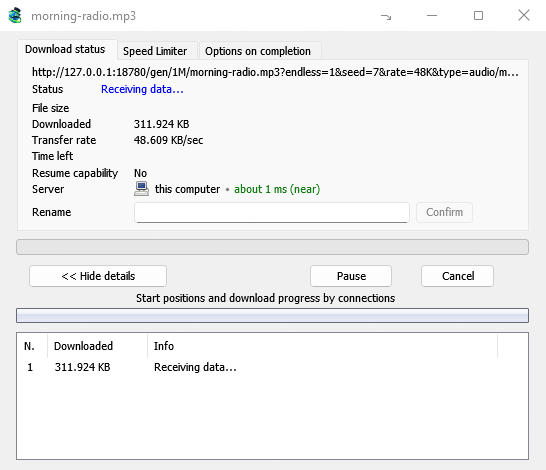 morning-radio.mp3
Download status Speed Limiter Options on completion
http://127.0.0.1:18780/gen/1M/morning-radio.mp3?endless=1&seed=7&rate=48K&type=audio/m...
Status Receiving data...
File size
Downloaded 311.924 KB
Transfer rate 48.609 KB/sec
Time left
Resume capability No
Server this computer • about 1 ms (near)
Rename Confirm
<< Hide details Pause Cancel
Start positions and download progress by connections
N. Downloaded Info
1 311.924 KB Receiving data...